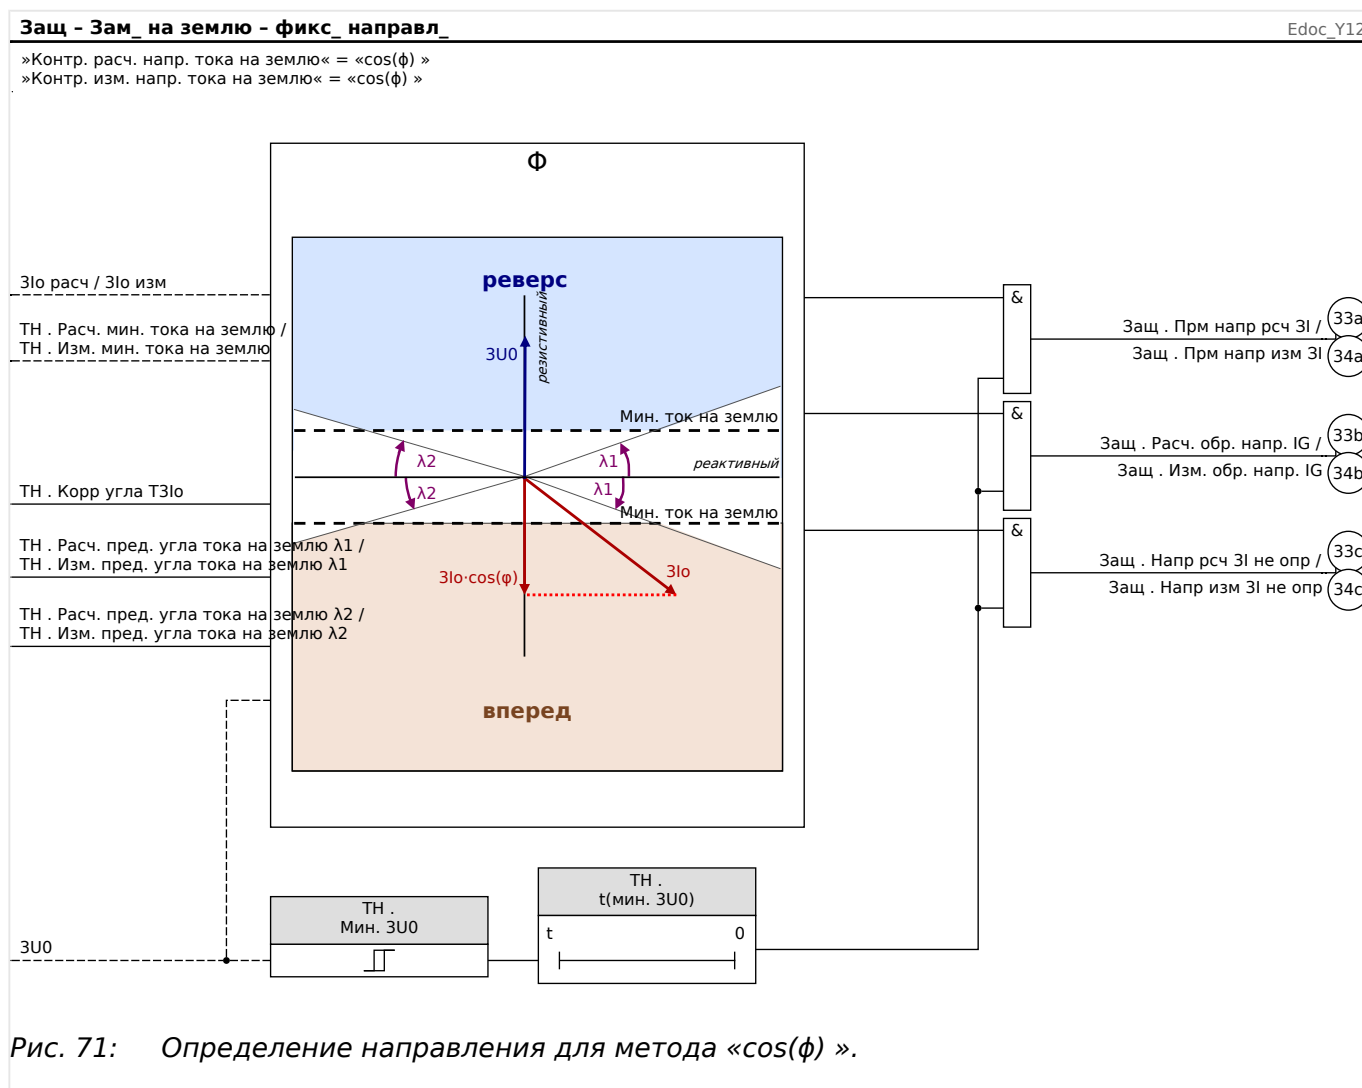 Защ – Зам_ на землю – фикс_ направл_
Edoc_Y12
»Контр. расч. напр. тока на землю« = «cos(ϕ) »
»Контр. изм. напр. тока на землю« = «cos(ϕ) »
Φ
3Io расч / 3Io изм
ТН . Расч. мин. тока на землю /
ТН . Изм. мин. тока на землю
ТН . Корр угла ТЗIo
ТН . Расч. пред. угла тока на землю λ1 /
ТН . Изм. пред. угла тока на землю λ1
ТН . Расч. пред. угла тока на землю λ2 /
ТН . Изм. пред. угла тока на землю λ2
3U0
реверс
резистивный
3U0
Мин. ток на землю
λ2
λ1
реактивный
λ2
λ1
Мин. ток на землю
3Io·cos(φ)
3Io
вперед
&
Защ . Прм напр рсч ЗI /
33a
Защ . Прм напр изм ЗI
34a
&
Защ . Расч. обр. напр. IG /
33b
Защ . Изм. обр. напр. IG
34b
&
Защ . Напр рсч ЗI не опр /
33c
Защ . Напр изм ЗI не опр
34c
ТН .
Мин. 3U0
ТН .
t(мин. 3U0)
t
0
Рис. 71: Определение направления для метода «cos(ϕ) ».